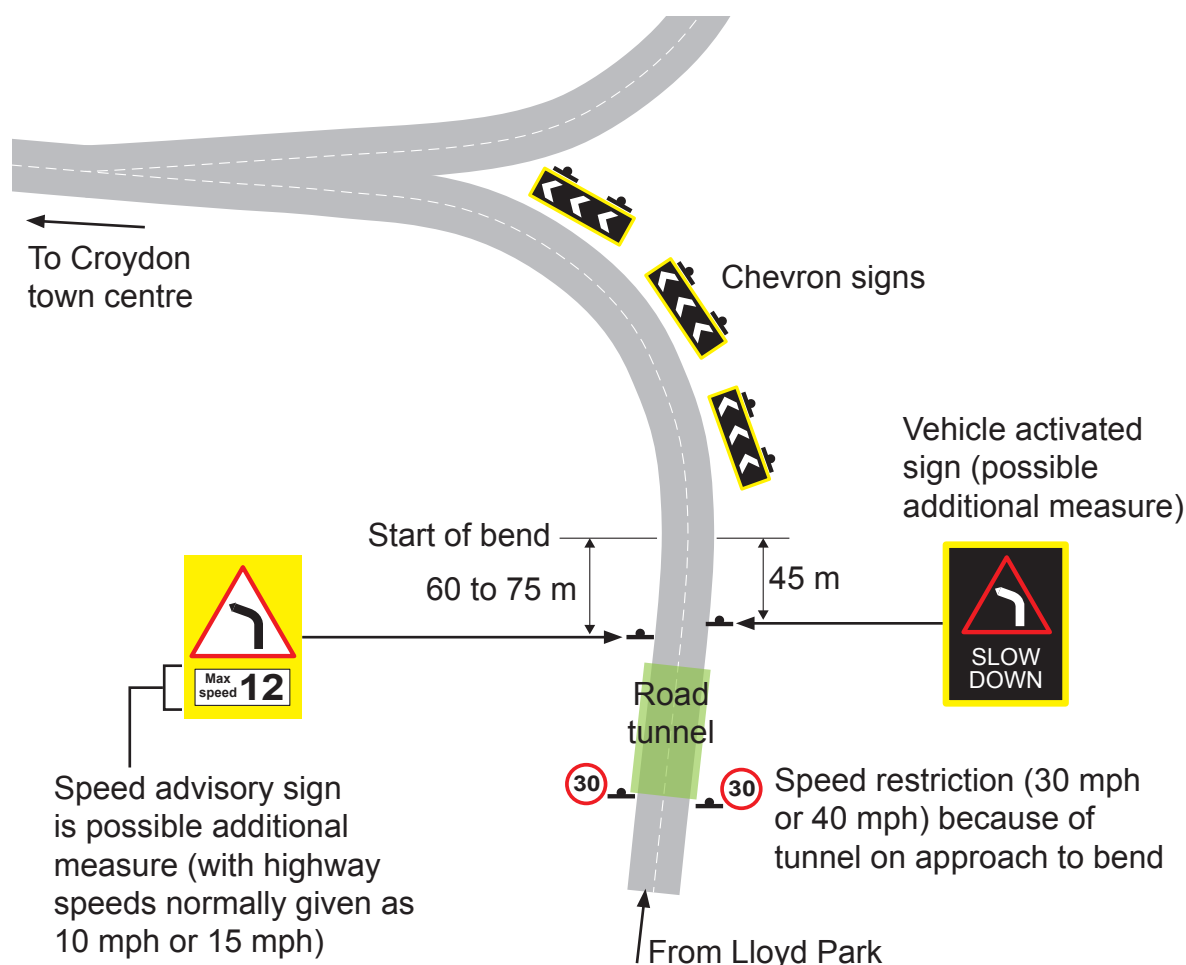 To Croydon
town centre
Chevron signs
Vehicle activated
sign (possible
additional measure)
Start of bend
60 to 75 m
45 m
Max
speed 12
SLOW
DOWN
Road
tunnel
30
30
Speed restriction (30 mph
or 40 mph) because of
tunnel on approach to bend
Speed advisory sign
is possible additional
measure (with highway
speeds normally given as
10 mph or 15 mph)
From Lloyd Park